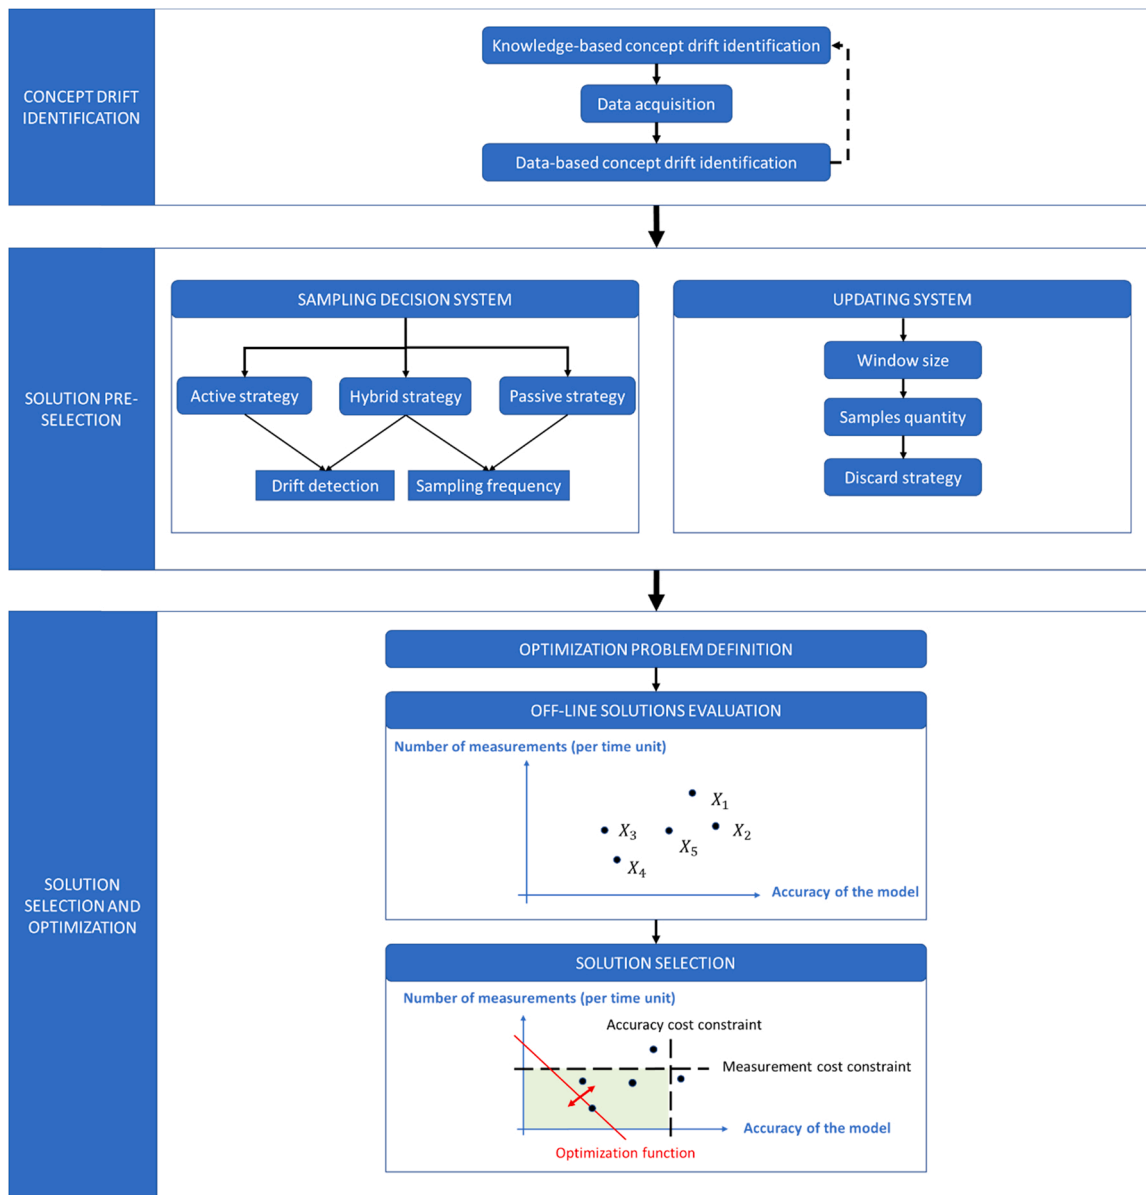 CONCEPT DRIFT
IDENTIFICATION
Knowledge-based concept drift identification
Data acquisition
Data-based concept drift identification
SOLUTION PRE-
SELECTION
SAMPLING DECISION SYSTEM
Active strategy
Hybrid strategy
Passive strategy
Drift detection
Sampling frequency
UPDATING SYSTEM
Window size
Samples quantity
Discard strategy
SOLUTION
SELECTION AND
OPTIMIZATION
OPTIMIZATION PROBLEM DEFINITION
OFF-LINE SOLUTIONS EVALUATION
Number of measurements (per time unit)
X₁
X₂
X₃
X₅
X₄
Accuracy of the model
SOLUTION SELECTION
Number of measurements (per time unit)
Accuracy cost constraint
Measurement cost constraint
Accuracy of the model
Optimization function